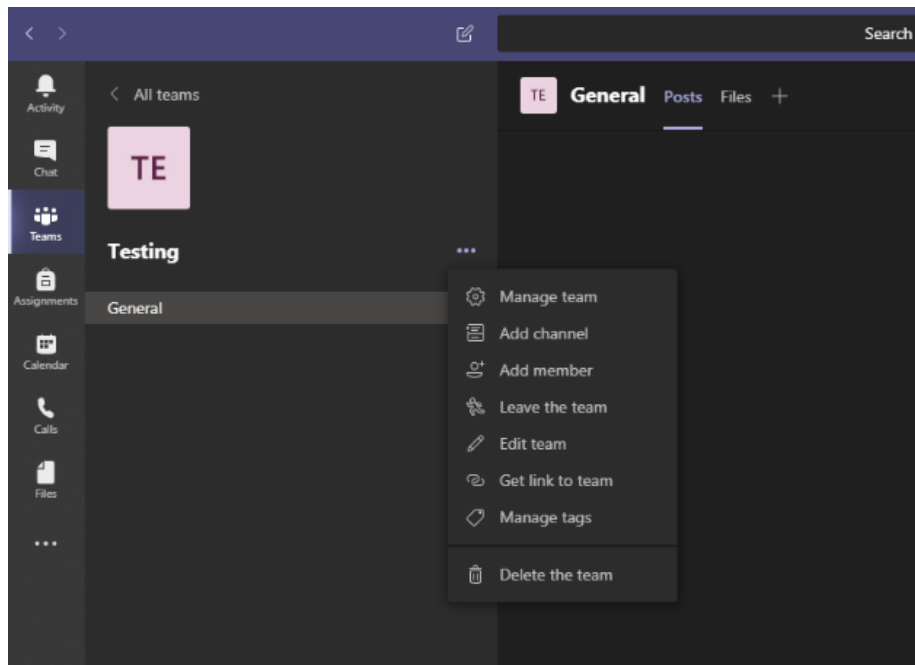 Search
Activity
Chat
Teams
Assignments
Calendar
Calls
Files
All teams
TE
Testing
General
TE General Posts Files
Manage team
Add channel
Add member
Leave the team
Edit team
Get link to team
Manage tags
Delete the team